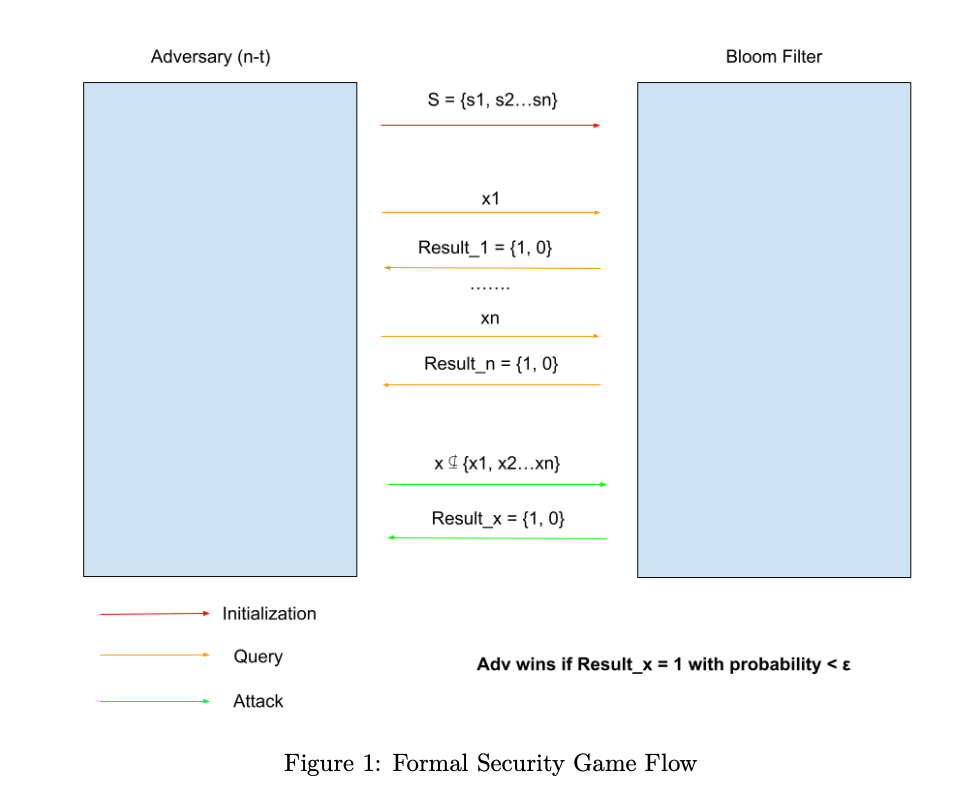 Adversary (n-t)
Bloom Filter
S = {s1, s2…sn}
x1
Result_1 = {1, 0}
…….
xn
Result_n = {1, 0}
x ⊄ {x1, x2…xn}
Result_x = {1, 0}
Initialization
Query
Attack
Adv wins if Result_x = 1 with probability < ε
Figure 1: Formal Security Game Flow